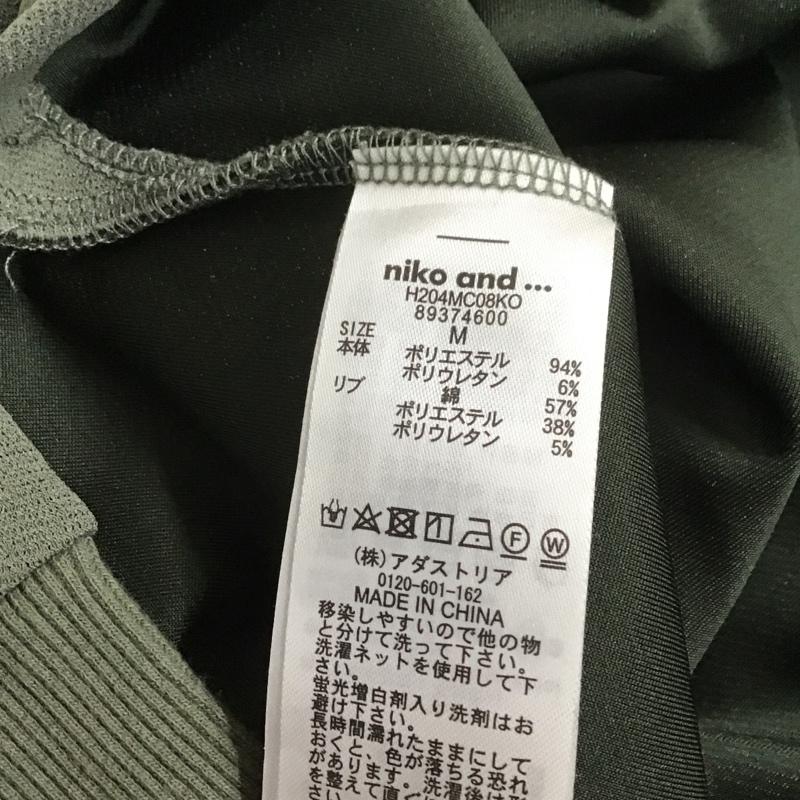 niko and ...
H204MC08KO
89374600
SIZE M
本体 ポリエステル 94%
ポリウレタン 6%
リブ 綿 57%
ポリエステル 38%
ポリウレタン 5%
F W
(株)アダストリア
0120-601-162
MADE IN CHINA
移染しやすいので他の物
と分けて洗って下さい。
洗濯ネットを使用して下
さい。
蛍光増白剤入り洗剤はお
避け下さい。
長時間濡れたままにして
おくと、色が落ちる恐れ
があります。洗濯後は形
を整えて直ぐ
さい